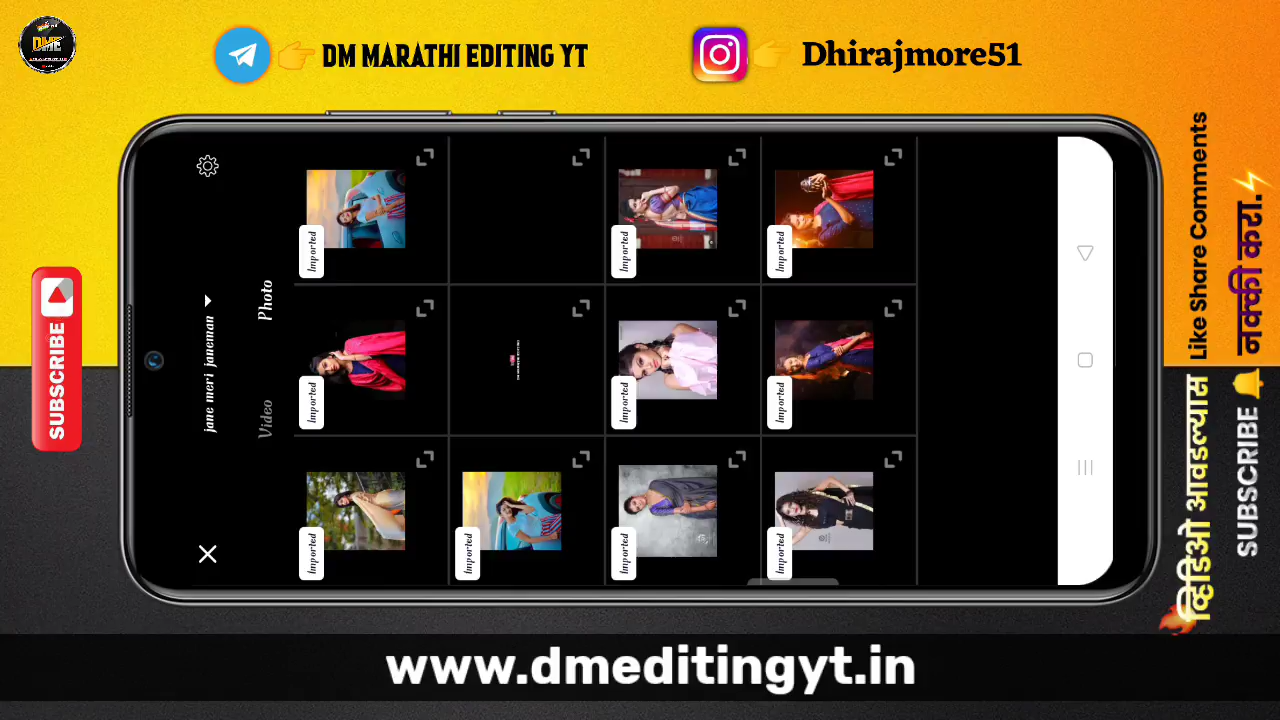 DME
DM MARATHI EDITING YT
Dhirajmore51
SUBSCRIBE
jane meri janeman
Video
Photo
Imported
Imported
Imported
Imported
Imported
Imported
Imported
Imported
Imported
Imported
Like Share Comments
नक्की करा.
व्हिडिओ आवडल्यास
SUBSCRIBE
www.dmeditingyt.in